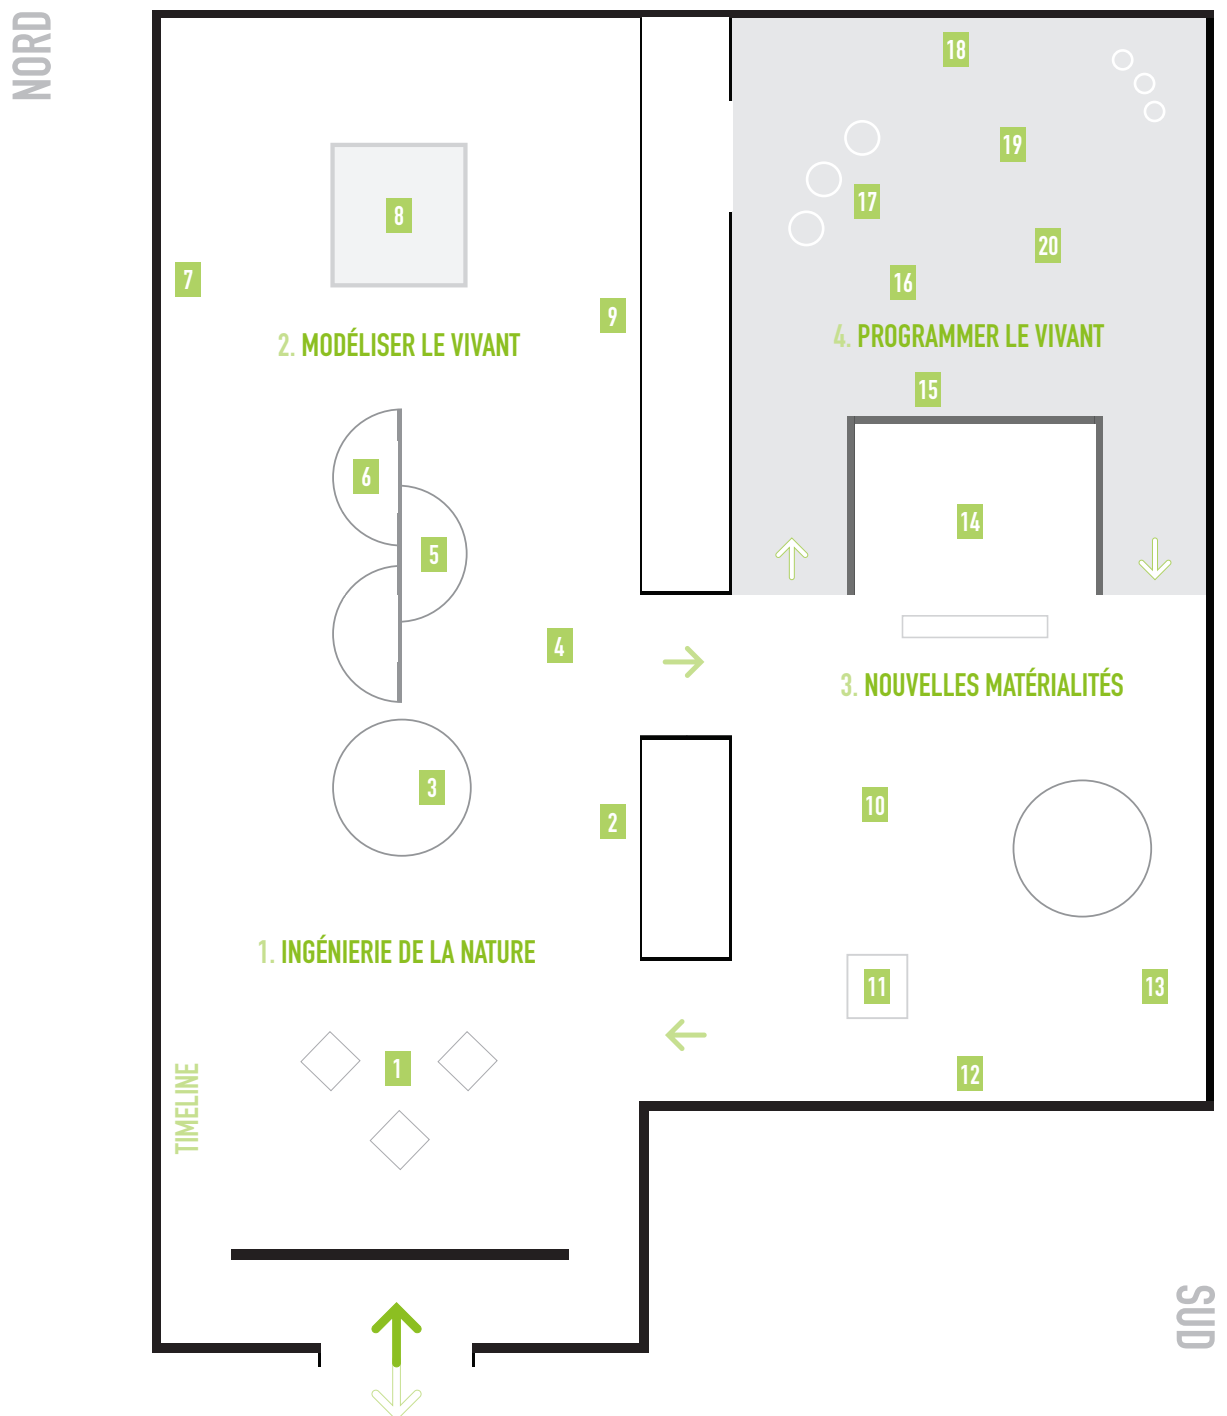 NORD
18
19
8
17
20
7
16
9
2. MODÉLISER LE VIVANT
4. PROGRAMMER LE VIVANT
15
6
14
5
4
3. NOUVELLES MATÉRIALITÉS
3
10
2
1. INGÉNIERIE DE LA NATURE
11
13
1
12
TIMELINE
SUD